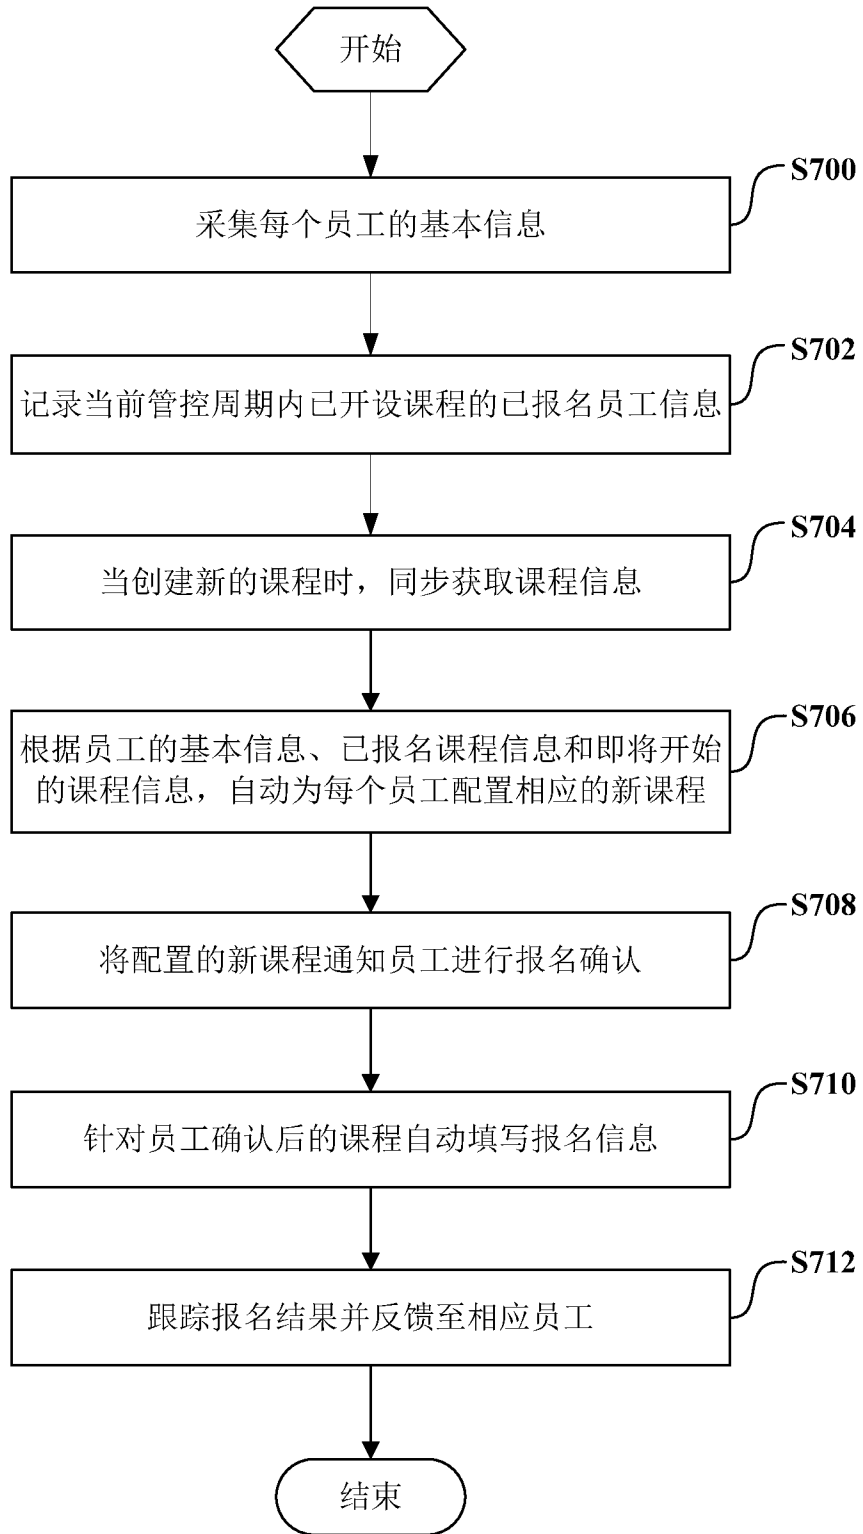 开始
S700
采集每个员工的基本信息
S702
记录当前管控周期内已开设课程的已报名员工信息
S704
当创建新的课程时，同步获取课程信息
S706
根据员工的基本信息、已报名课程信息和即将开始
的课程信息，自动为每个员工配置相应的新课程
S708
将配置的新课程通知员工进行报名确认
S710
针对员工确认后的课程自动填写报名信息
S712
跟踪报名结果并反馈至相应员工
结束